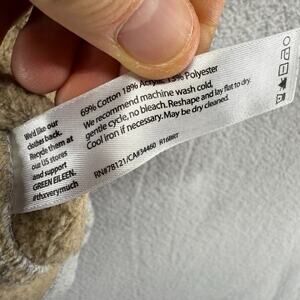 69% Cotton 18% Acrylic 13% Polyester
We recommend machine wash cold,
gentle cycle, no bleach. Reshape and lay flat to dry.
Cool iron if necessary. May be dry cleaned.
RN#78121/CA#34460 R16BRT
We'd like our
clothes back.
Recycle them at
our US stores
and support
GREEN EILEEN.
#thxverymuch